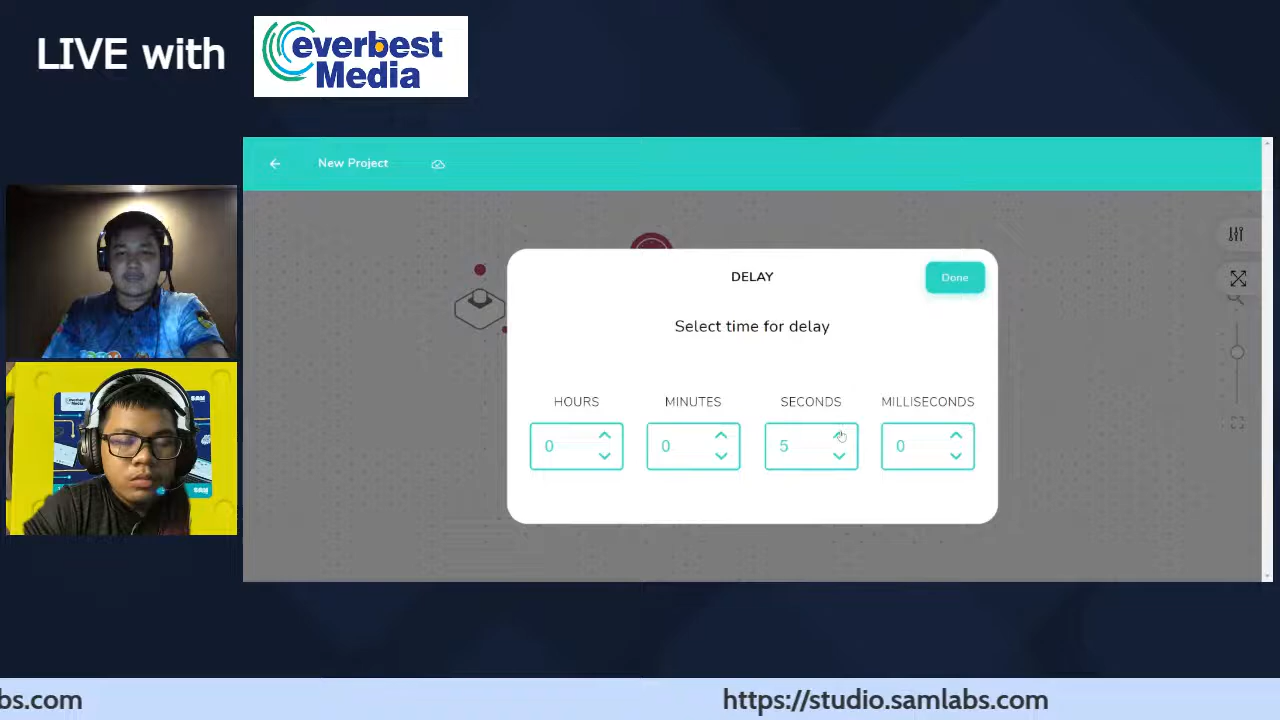 LIVE with
everbest
Media
New Project
DELAY
Done
Select time for delay
HOURS
MINUTES
SECONDS
MILLISECONDS
0
0
5
0
bs.com
https://studio.samlabs.com